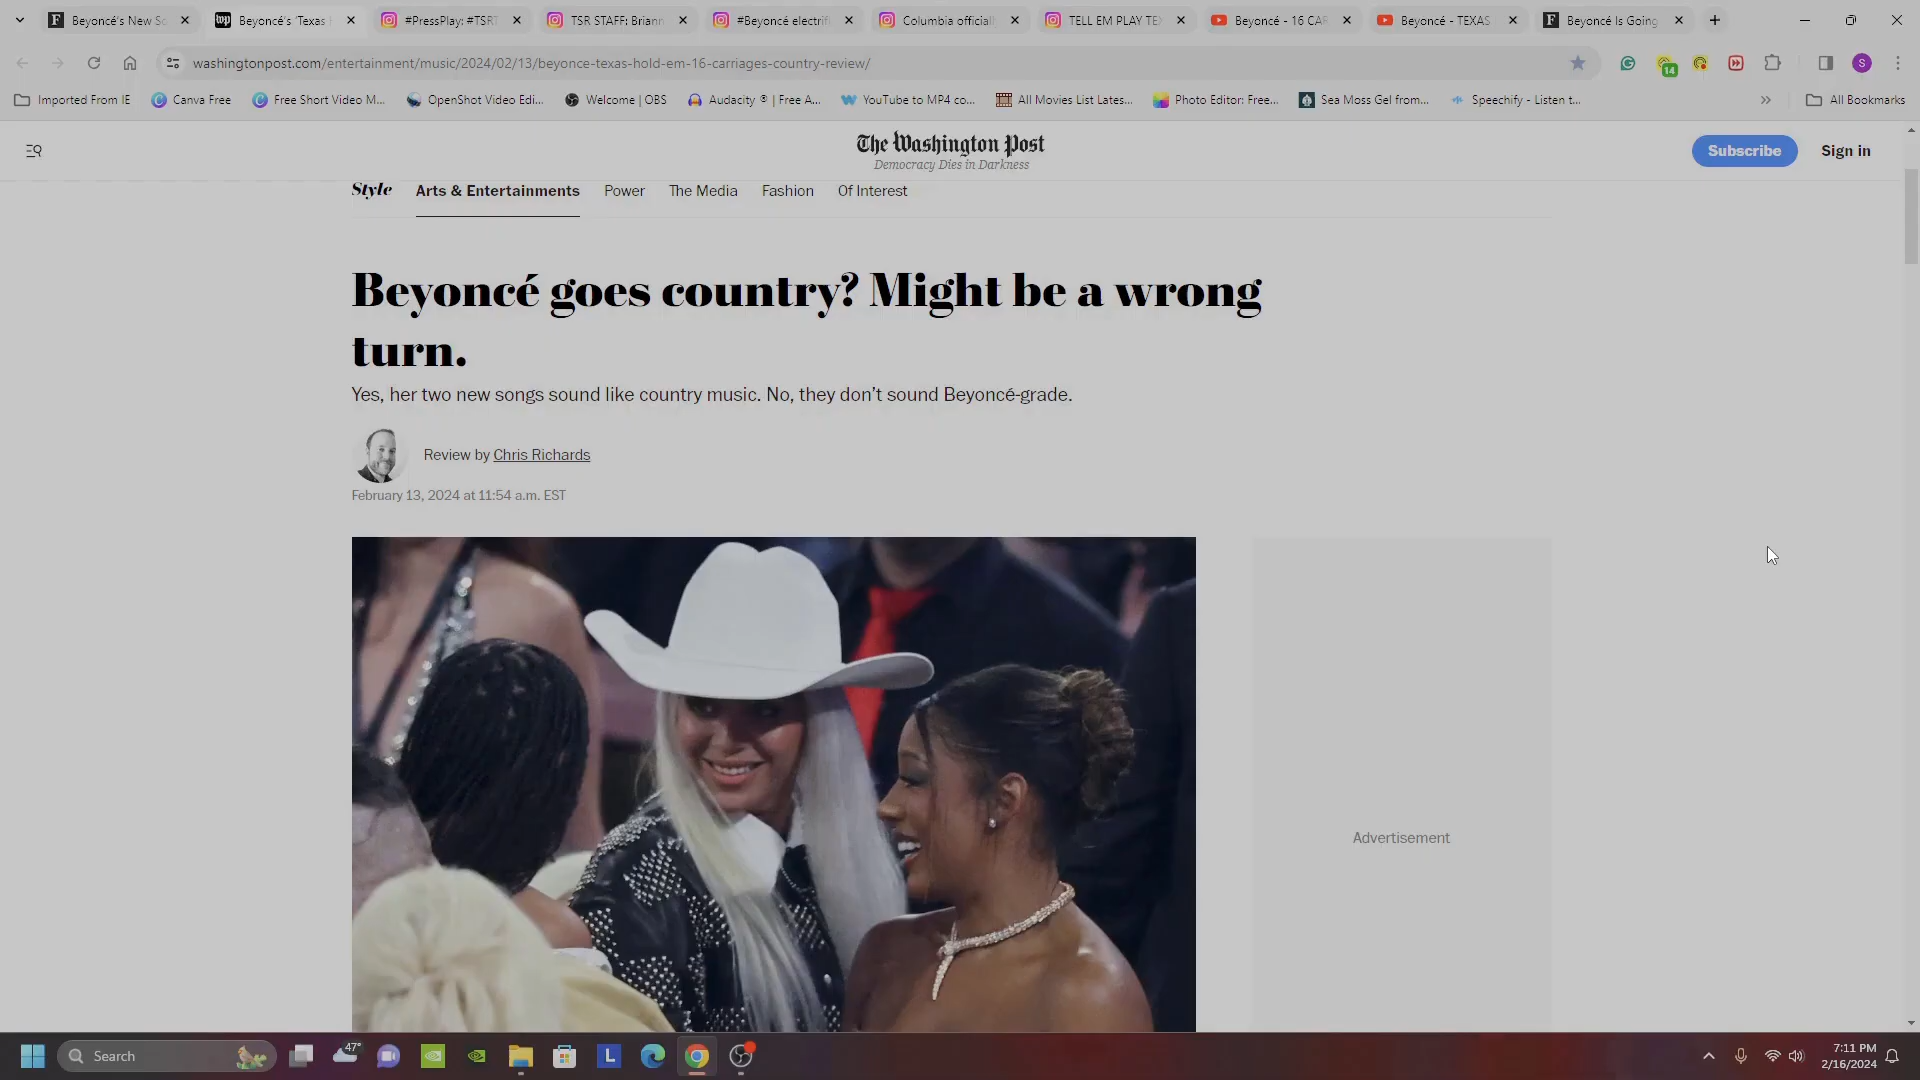 Beyoncé's New So
Beyoncé's 'Texas H
#PressPlay: #TSRT
TSR STAFF: Briann
#Beyoncé electrifi
Columbia official
TELL EM PLAY TE
Beyoncé - 16 CAR
Beyoncé - TEXAS
Beyoncé Is Going
washingtonpost.com/entertainment/music/2024/02/13/beyonce-texas-hold-em-16-carriages-country-review/
14
S
Imported From IE
Canva Free
Free Short Video M...
OpenShot Video Edi...
Welcome | OBS
Audacity ® | Free A...
YouTube to MP4 co...
All Movies List Lates...
Photo Editor: Free...
Sea Moss Gel from...
Speechify - Listen t...
All Bookmarks
The Washington Post
Democracy Dies in Darkness
Subscribe
Sign in
Style
Arts & Entertainments
Power
The Media
Fashion
Of Interest
Beyoncé goes country? Might be a wrong
turn.
Yes, her two new songs sound like country music. No, they don't sound Beyoncé-grade.
Review by Chris Richards
February 13, 2024 at 11:54 a.m. EST
Advertisement
Search
47°
L
7:11 PM
2/16/2024